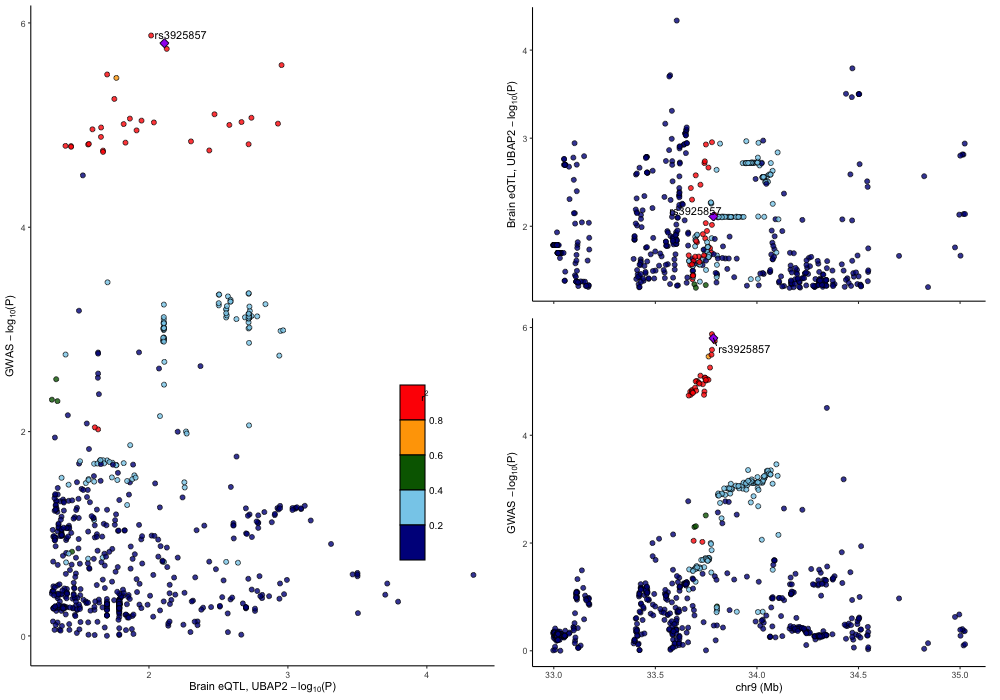 6
4
2
0
GWAS −log10(P)
rs3925857
r2
0.8
0.6
0.4
0.2
2
3
4
Brain eQTL, UBAP2 −log10(P)
4
3
2
Brain eQTL, UBAP2 −log10(P)
rs3925857
6
4
2
0
GWAS −log10(P)
rs3925857
33.0
33.5
34.0
34.5
35.0
chr9 (Mb)